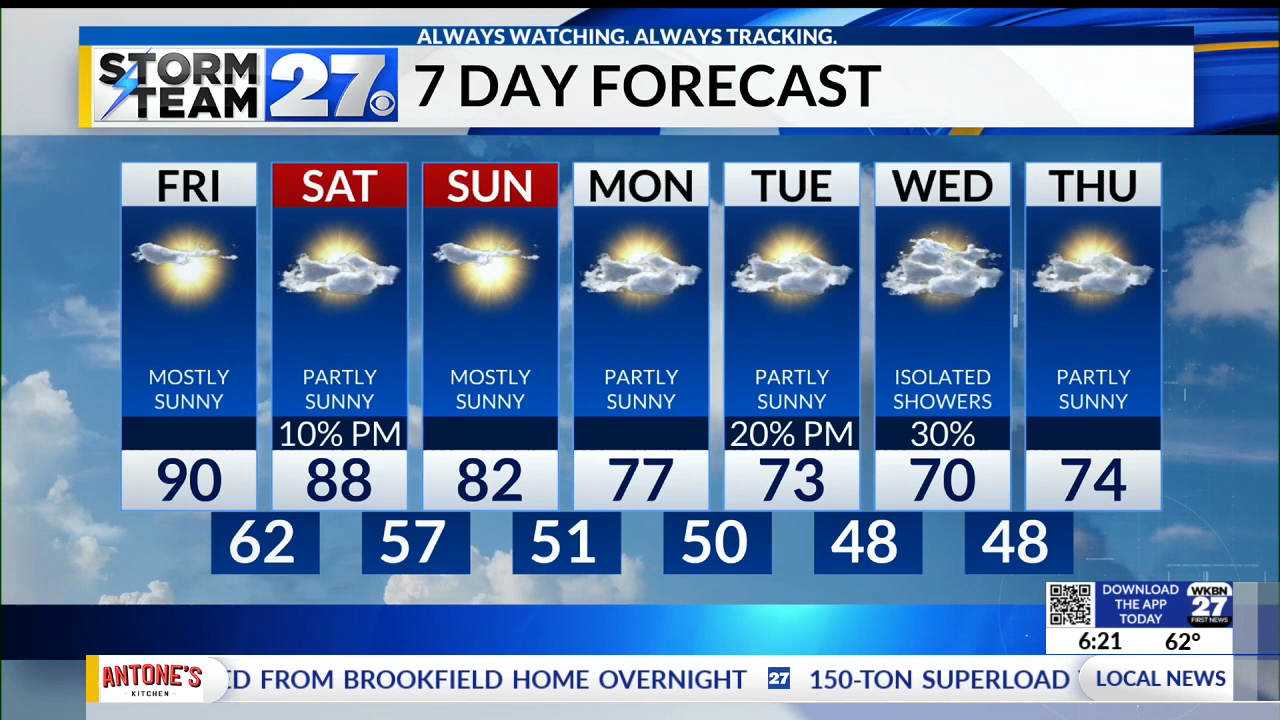 ALWAYS WATCHING. ALWAYS TRACKING.
STORM
TEAM
27
7 DAY FORECAST
FRI SAT SUN MON TUE WED THU
MOSTLY SUNNY PARTLY SUNNY MOSTLY SUNNY PARTLY SUNNY PARTLY SUNNY ISOLATED SHOWERS PARTLY SUNNY
10% PM 20% PM 30%
90 88 82 77 73 70 74
62 57 51 50 48 48
DOWNLOAD
THE APP
TODAY
WKBN
27
FIRST NEWS
6:21 62°
ANTONE'S
KITCHEN
ED FROM BROOKFIELD HOME OVERNIGHT 27 150-TON SUPERLOAD
LOCAL NEWS